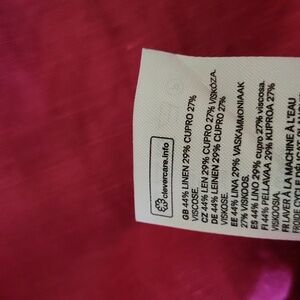 clevercare.info
GB 44% LINEN 29% CUPRO 27%
VISCOSE.
CZ 44% LEN 29% CUPRO 27% VISKÓZA.
DE 44% LEINEN 29% CUPRO 27%
VISKOSE.
EE 44% LINA 29% VASKAMMONIAAK
27% VISKOOS.
ES 44% LINO 29% cupro 27% viscosa.
FI 44% PELLAVAA 29% KUPROA 27%
VISKOOSIA.
FR LAVER À LA MACHINE À L'EAU